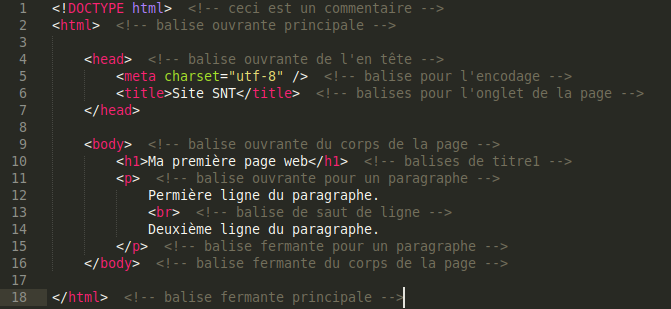 1 <!DOCTYPE html> <!-- ceci est un commentaire -->
2 <html> <!-- balise ouvrante principale -->
3
4 <head> <!-- balise ouvrante de l'en tête -->
5 <meta charset="utf-8" /> <!-- balise pour l'encodage -->
6 <title>Site SNT</title> <!-- balises pour l'onglet de la page -->
7 </head>
8
9 <body> <!-- balise ouvrante du corps de la page -->
10 <h1>Ma première page web</h1> <!-- balises de titre1 -->
11 <p> <!-- balise ouvrante pour un paragraphe -->
12 Permière ligne du paragraphe.
13 <br> <!-- balise de saut de ligne -->
14 Deuxième ligne du paragraphe.
15 </p> <!-- balise fermante pour un paragraphe -->
16 </body> <!-- balise fermante du corps de la page -->
17
18 </html> <!-- balise fermante principale -->